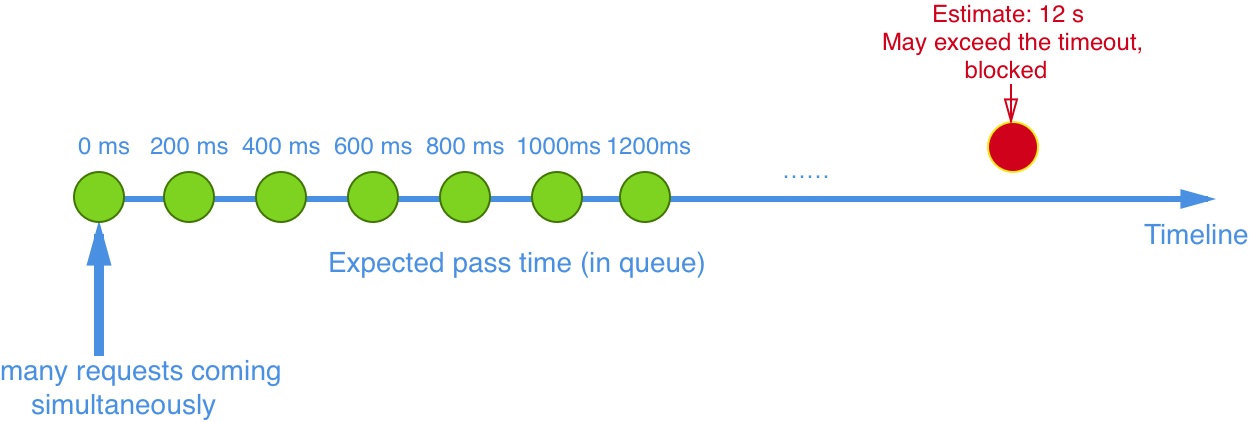 Estimate: 12 s
May exceed the timeout,
blocked
0 ms 200 ms 400 ms 600 ms 800 ms 1000ms 1200ms
......
Timeline
Expected pass time (in queue)
many requests coming
simultaneously